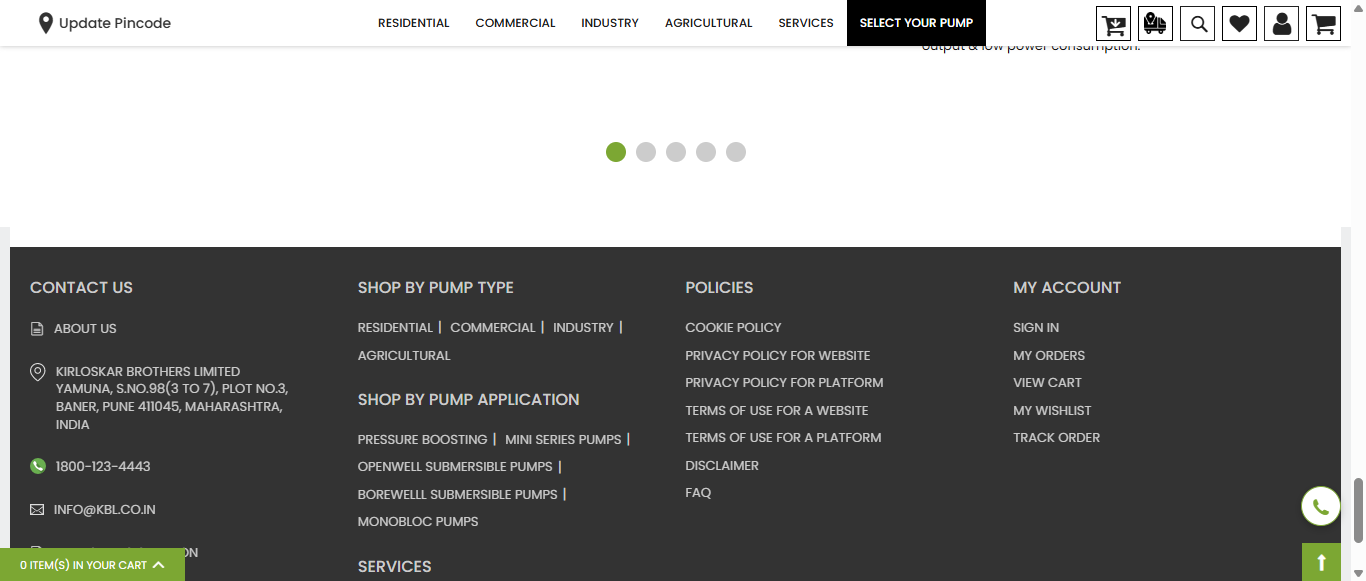 Update Pincode
RESIDENTIAL COMMERCIAL INDUSTRY AGRICULTURAL SERVICES SELECT YOUR PUMP
output & low power consumption.
CONTACT US
ABOUT US
KIRLOSKAR BROTHERS LIMITED
YAMUNA, S.NO.98(3 TO 7), PLOT NO.3,
BANER, PUNE 411045, MAHARASHTRA,
INDIA
1800-123-4443
INFO@KBL.CO.IN
ON
0 ITEM(S) IN YOUR CART
SHOP BY PUMP TYPE
RESIDENTIAL | COMMERCIAL | INDUSTRY |
AGRICULTURAL
SHOP BY PUMP APPLICATION
PRESSURE BOOSTING | MINI SERIES PUMPS |
OPENWELL SUBMERSIBLE PUMPS |
BOREWELLL SUBMERSIBLE PUMPS |
MONOBLOC PUMPS
SERVICES
POLICIES
COOKIE POLICY
PRIVACY POLICY FOR WEBSITE
PRIVACY POLICY FOR PLATFORM
TERMS OF USE FOR A WEBSITE
TERMS OF USE FOR A PLATFORM
DISCLAIMER
FAQ
MY ACCOUNT
SIGN IN
MY ORDERS
VIEW CART
MY WISHLIST
TRACK ORDER